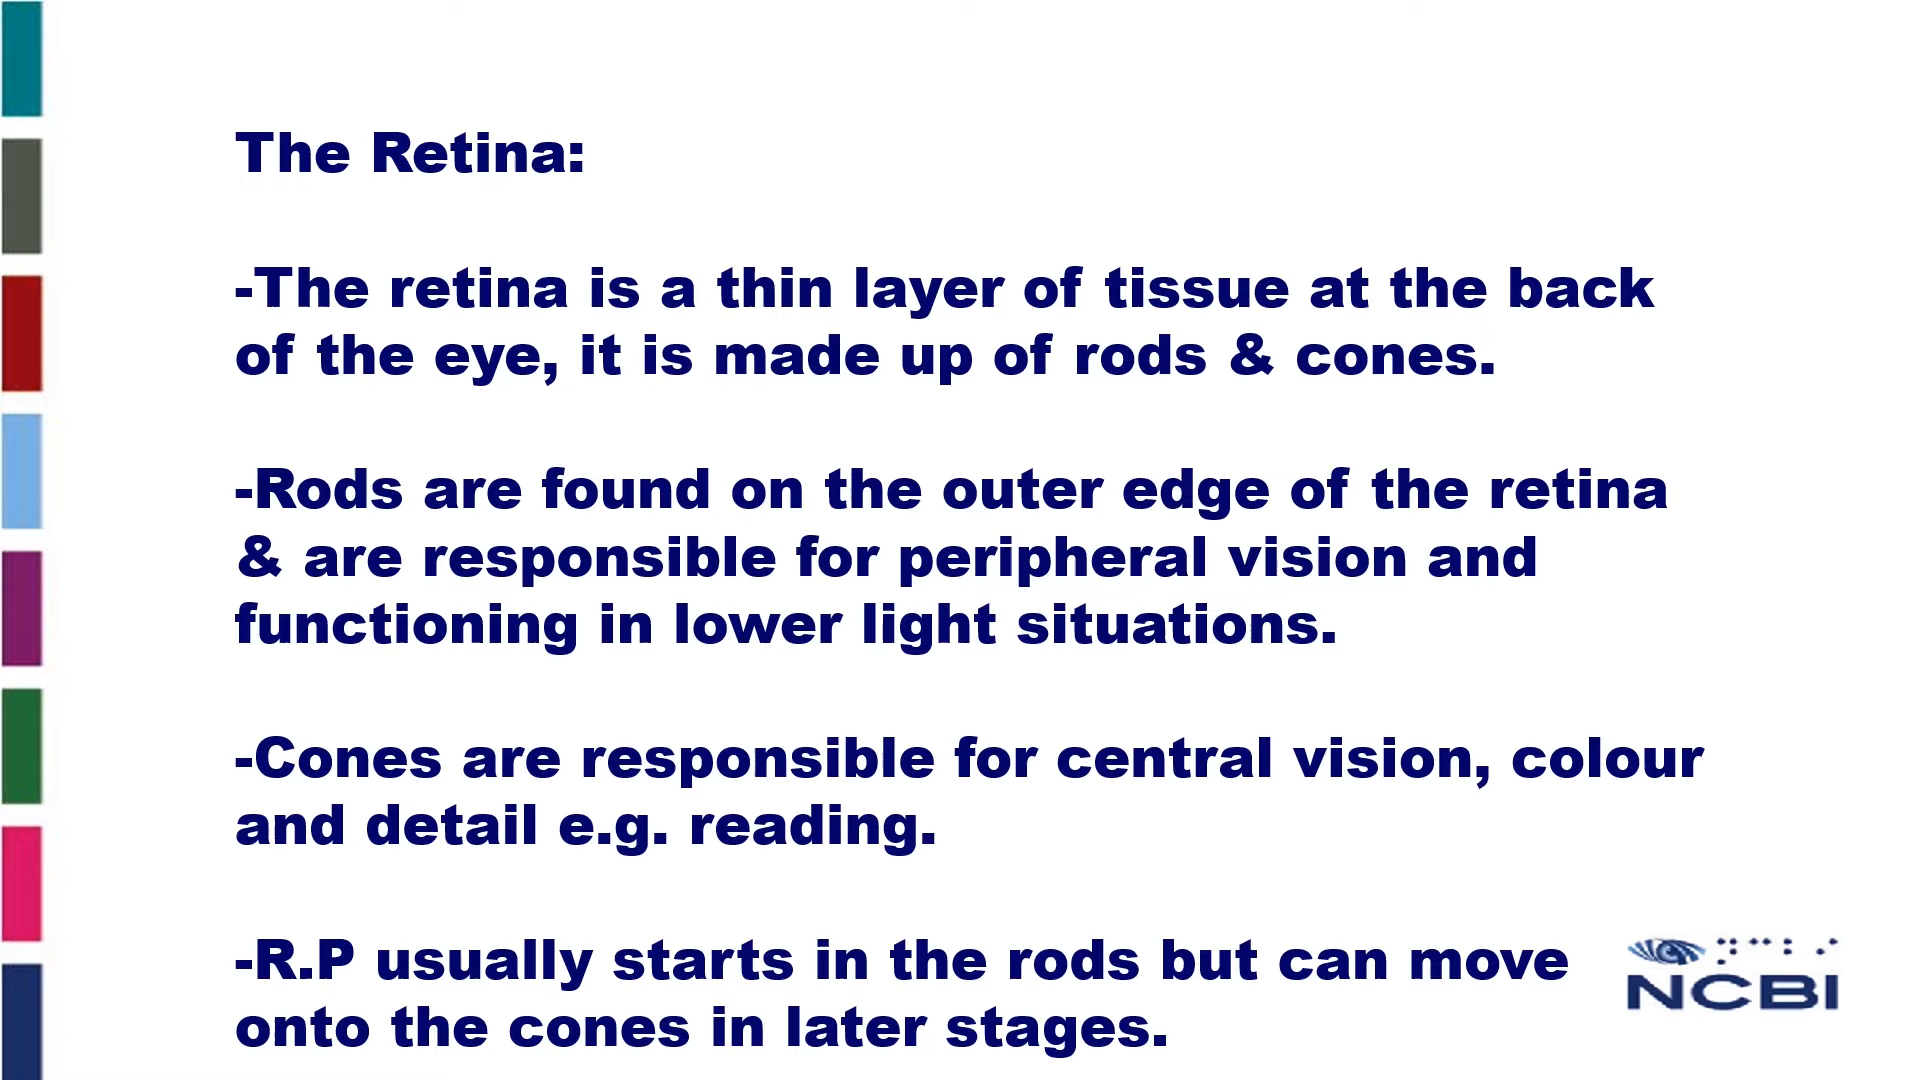 The Retina:
-The retina is a thin layer of tissue at the back
of the eye, it is made up of rods & cones.
-Rods are found on the outer edge of the retina
& are responsible for peripheral vision and
functioning in lower light situations.
-Cones are responsible for central vision, colour
and detail e.g. reading.
-R.P usually starts in the rods but can move
onto the cones in later stages.
NCBI